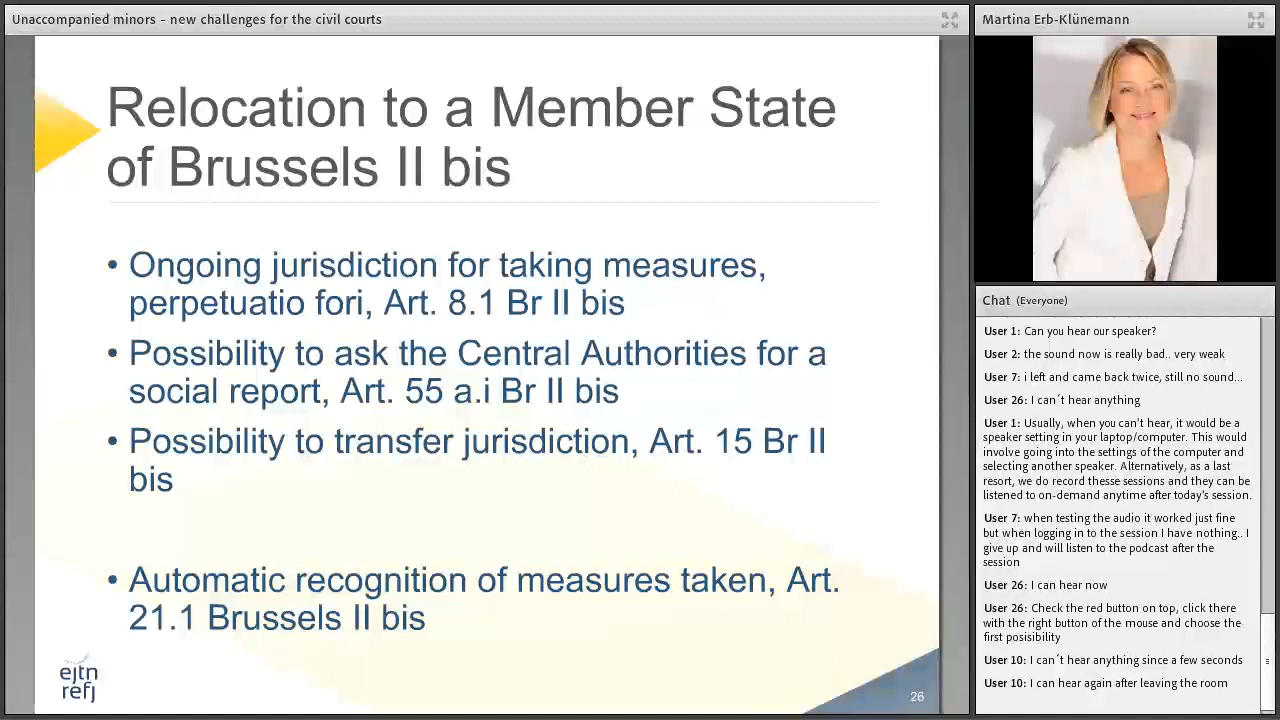 Unaccompanied minors - new challenges for the civil courts
Relocation to a Member State
of Brussels II bis
• Ongoing jurisdiction for taking measures,
perpetuatio fori, Art. 8.1 Br II bis
• Possibility to ask the Central Authorities for a
social report, Art. 55 a.i Br II bis
• Possibility to transfer jurisdiction, Art. 15 Br II
bis
• Automatic recognition of measures taken, Art.
21.1 Brussels II bis
ejtn
refj
26
Martina Erb-Klünemann
Chat (Everyone)
User 1: Can you hear our speaker?
User 2: the sound now is really bad.. very weak
User 7: i left and came back twice, still no sound...
User 26: I can´t hear anything
User 1: Usually, when you can't hear, it would be a
speaker setting in your laptop/computer. This would
involve going into the settings of the computer and
selecting another speaker. Alternatively, as a last
resort, we do record thesse sessions and they can be
listened to on-demand anytime after today's session.
User 7: when testing the audio it worked just fine
but when logging in to the session I have nothing.. I
give up and will listen to the podcast after the
session
User 26: I can hear now
User 26: Check the red button on top, click there
with the right button of the mouse and choose the
first posisibility
User 10: I can´t hear anything since a few seconds
User 10: I can hear again after leaving the room